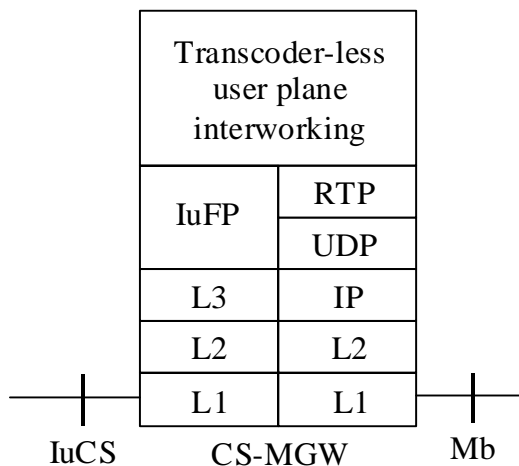 Transcoder-less
user plane
interworking
IuFP
RTP
UDP
L3
IP
L2
L2
L1
L1
IuCS
CS-MGW
Mb